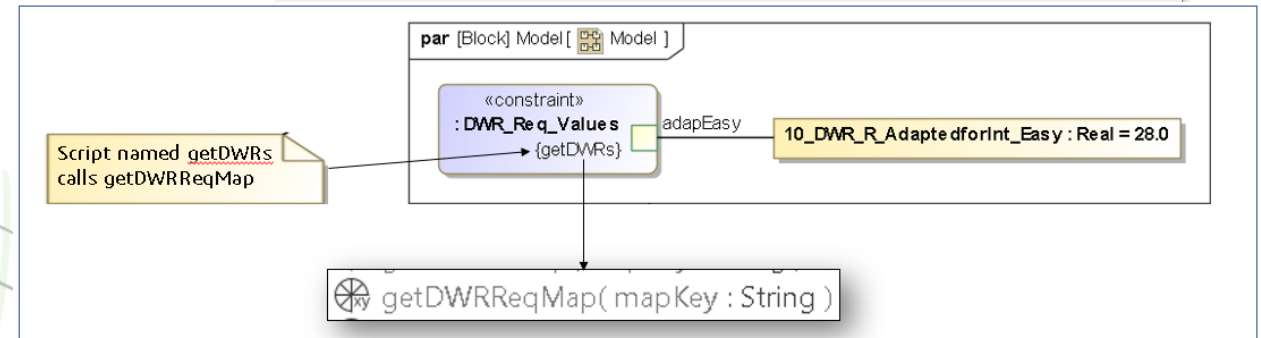 par [Block] Model [ Model ]
«constraint»
: DWR_Req_Values
{getDWRs}
adapEasy
10_DWR_R_AdaptedforInt_Easy : Real = 28.0
Script named getDWRs
calls getDWRReqMap
xy getDWRReqMap( mapKey : String )